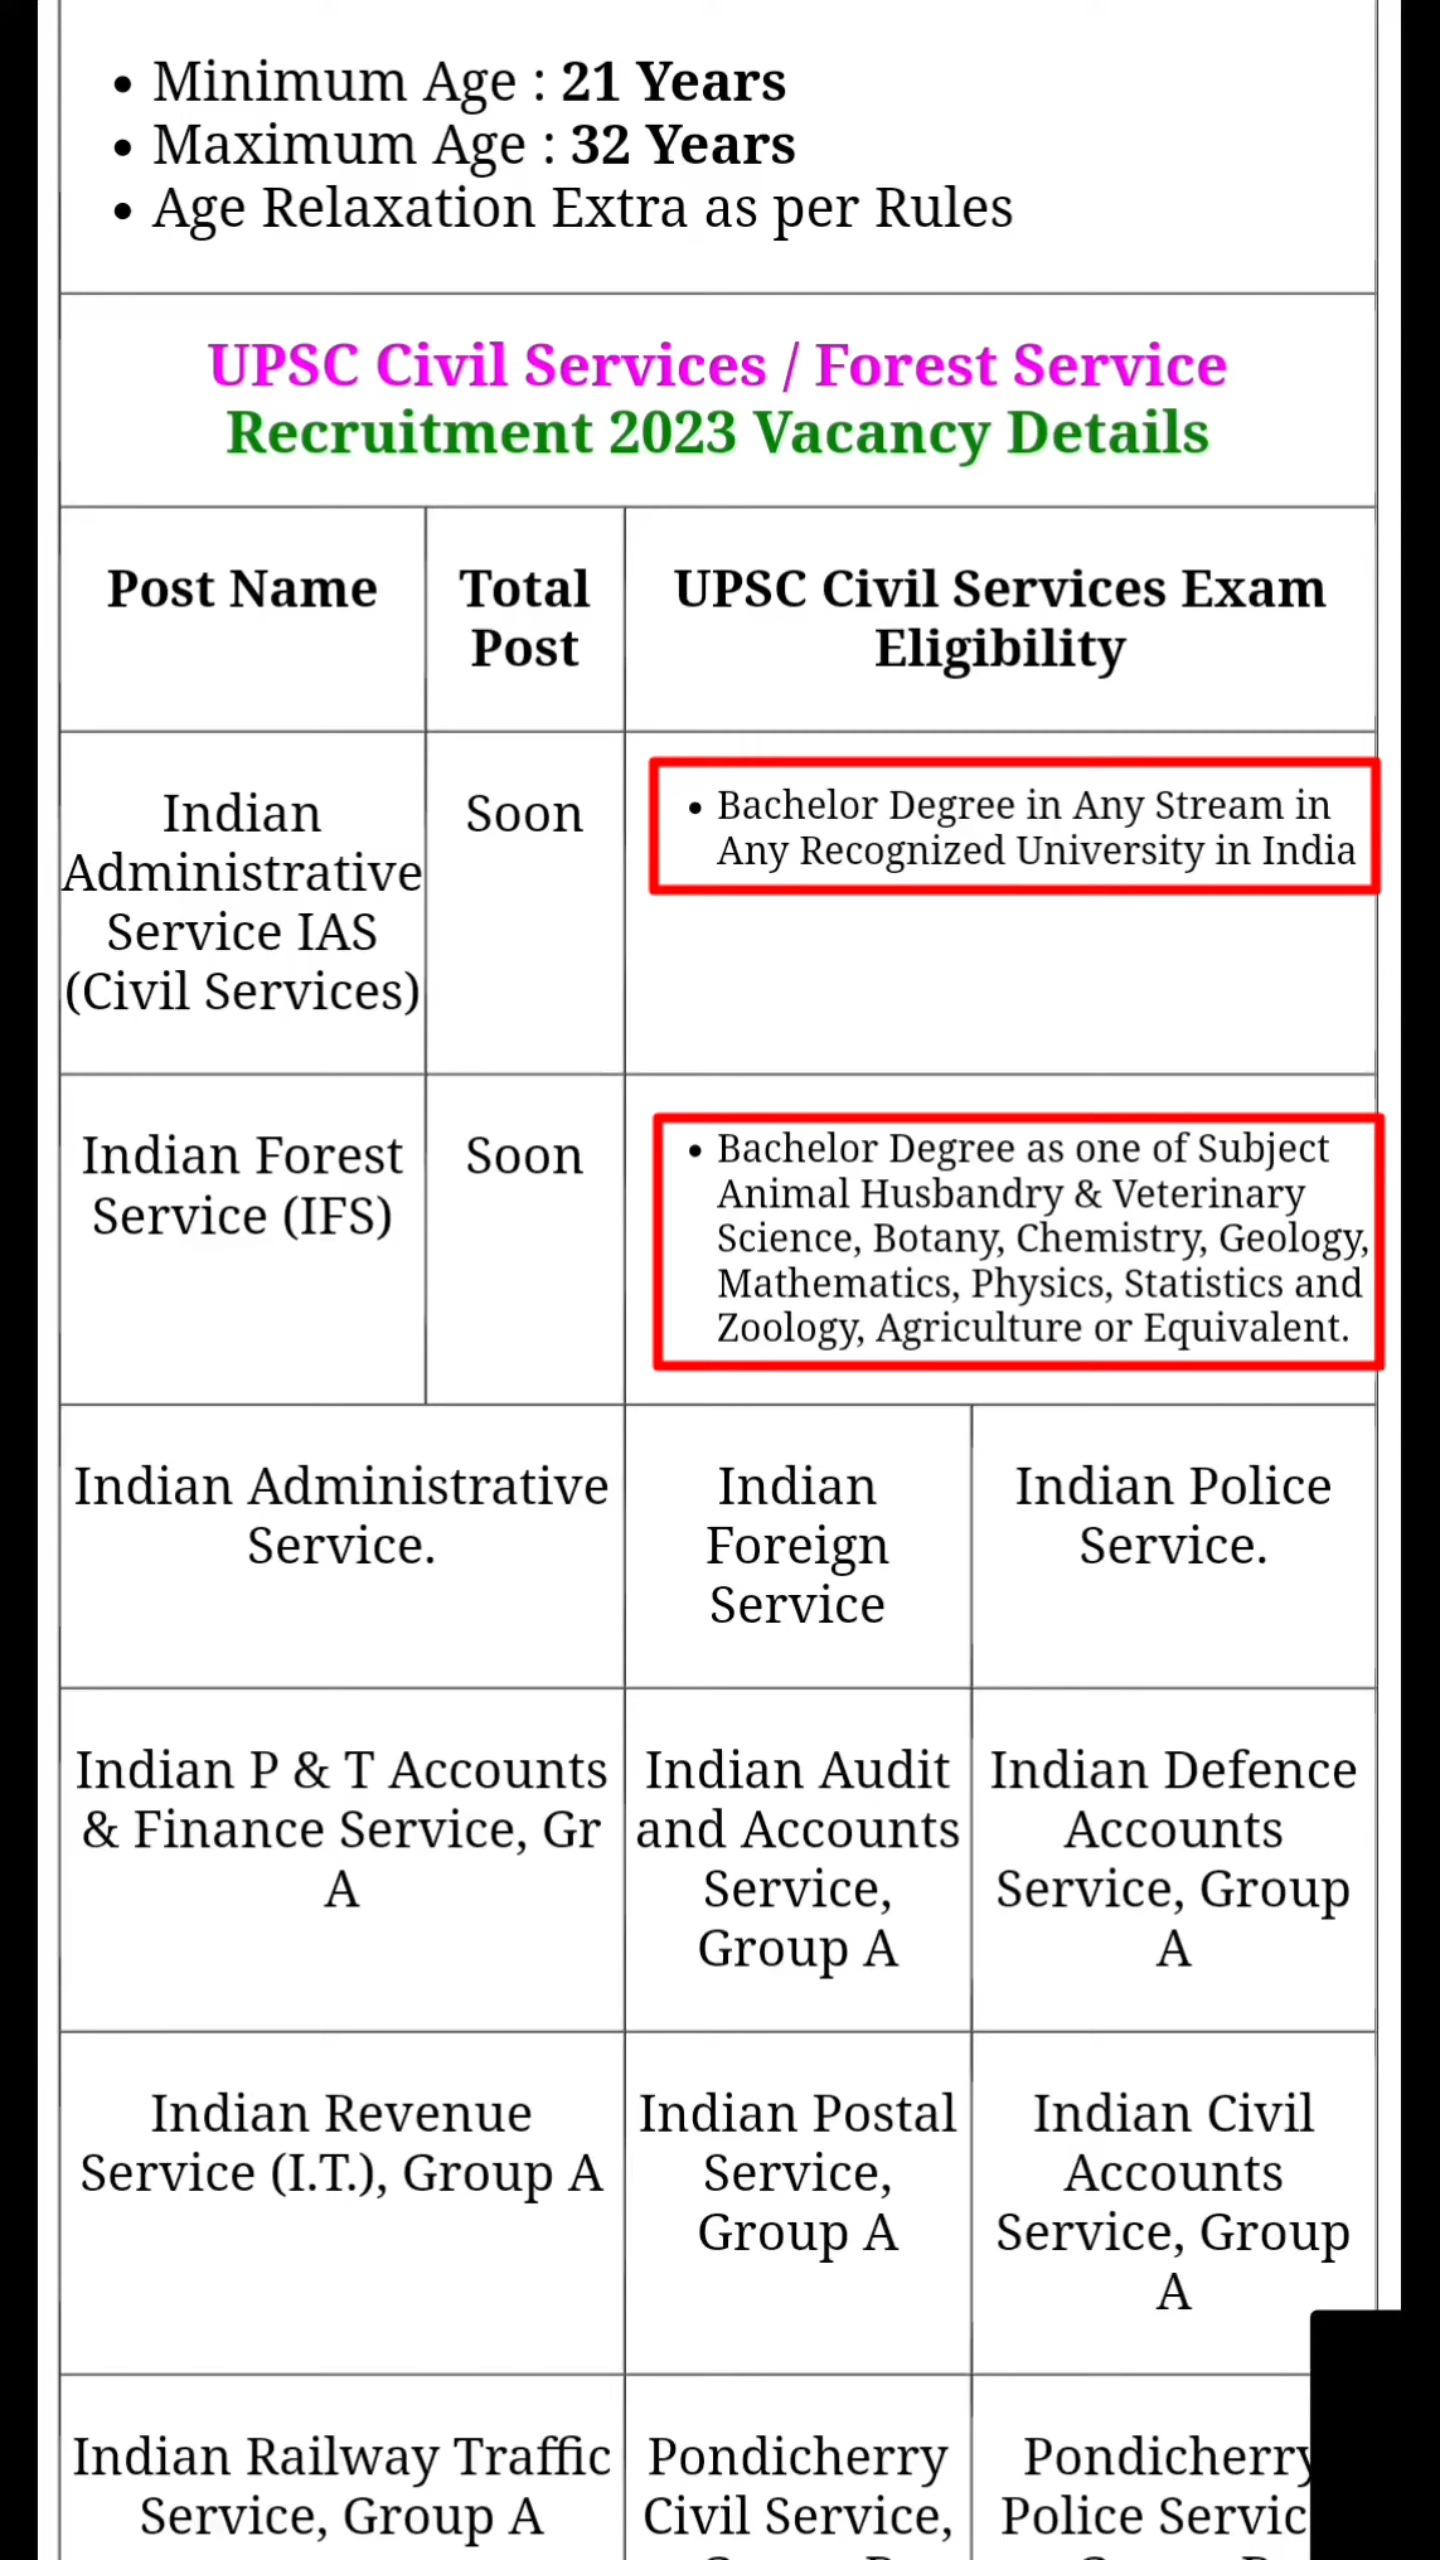 • Minimum Age : 21 Years
• Maximum Age : 32 Years
• Age Relaxation Extra as per Rules
UPSC Civil Services / Forest Service
Recruitment 2023 Vacancy Details
Post Name
Total
Post
UPSC Civil Services Exam
Eligibility
Indian
Administrative
Service IAS
(Civil Services)
Soon
• Bachelor Degree in Any Stream in
Any Recognized University in India
Indian Forest
Service (IFS)
Soon
• Bachelor Degree as one of Subject
Animal Husbandry & Veterinary
Science, Botany, Chemistry, Geology,
Mathematics, Physics, Statistics and
Zoology, Agriculture or Equivalent.
Indian Administrative
Service.
Indian
Foreign
Service
Indian Police
Service.
Indian P & T Accounts
& Finance Service, Gr
A
Indian Audit
and Accounts
Service,
Group A
Indian Defence
Accounts
Service, Group
A
Indian Revenue
Service (I.T.), Group A
Indian Postal
Service,
Group A
Indian Civil
Accounts
Service, Group
A
Indian Railway Traffic
Service, Group A
Pondicherry
Civil Service,
Pondicherry
Police